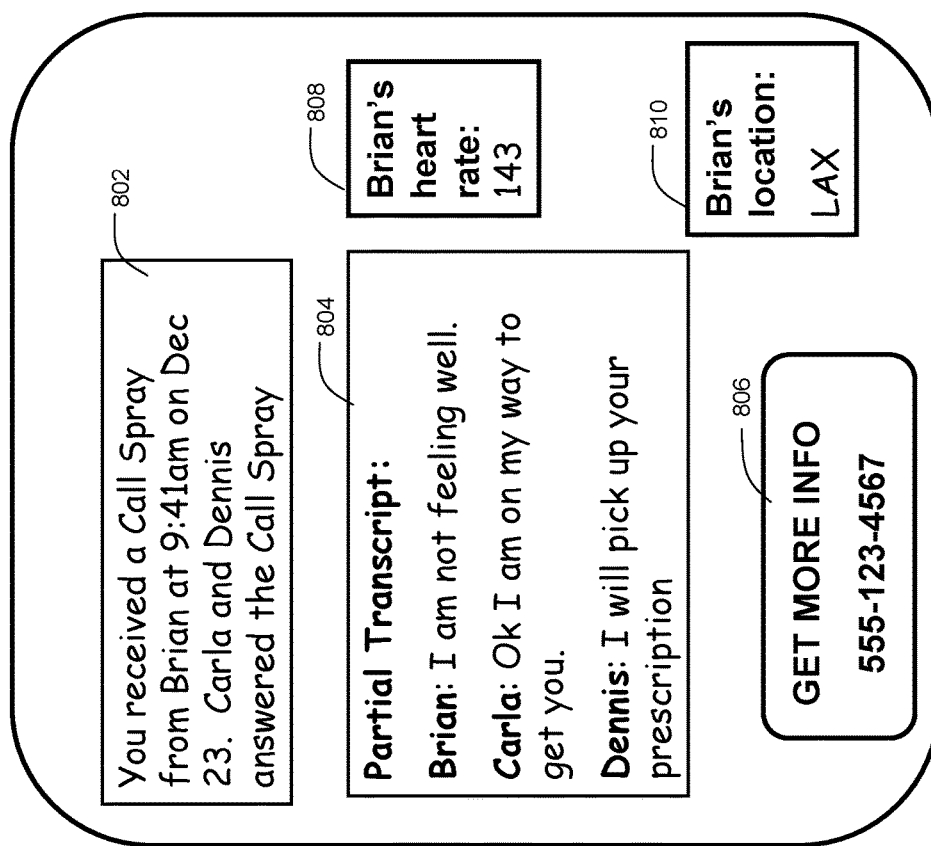 802
You received a Call Spray
from Brian at 9:41am on Dec
23. Carla and Dennis
answered the Call Spray
804
Partial Transcript:
Brian: I am not feeling well.
Carla: Ok I am on my way to
get you.
Dennis: I will pick up your
prescription
808
Brian's
heart
rate:
143
810
Brian's
location:
LAX
806
GET MORE INFO
555-123-4567